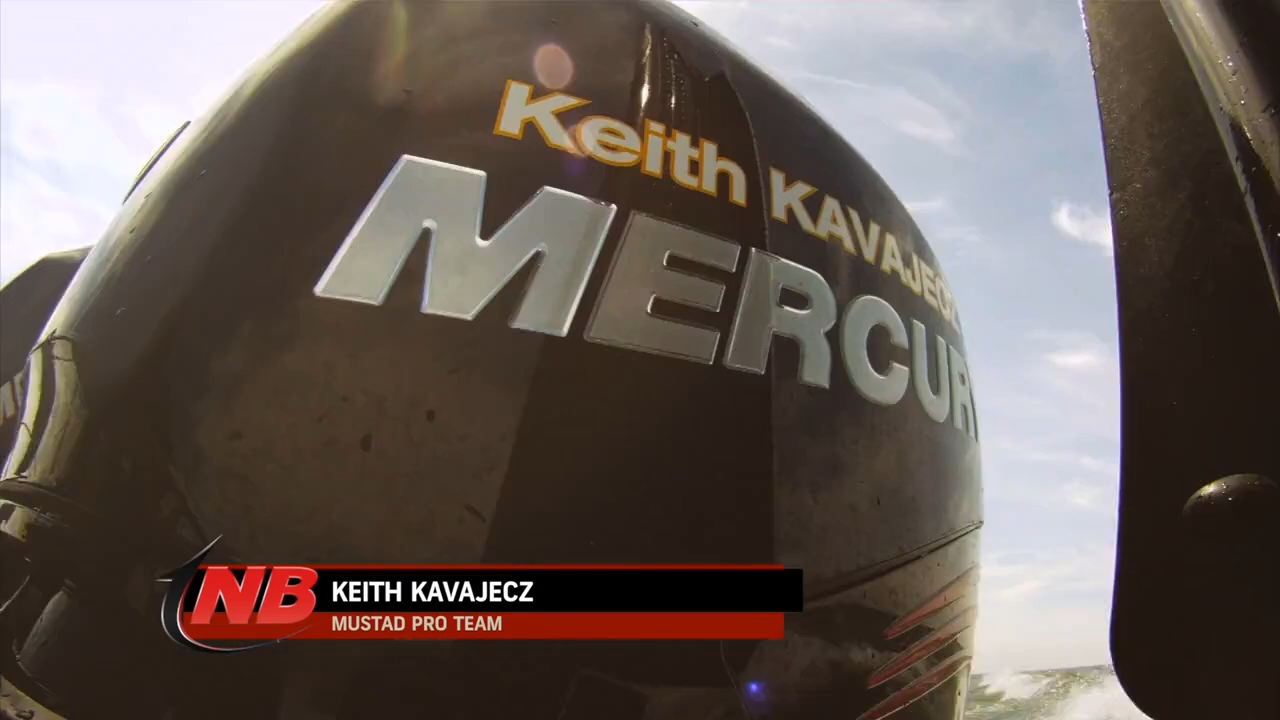 Keith KAVAJECZ
MERCURY
NB
KEITH KAVAJECZ
MUSTAD PRO TEAM